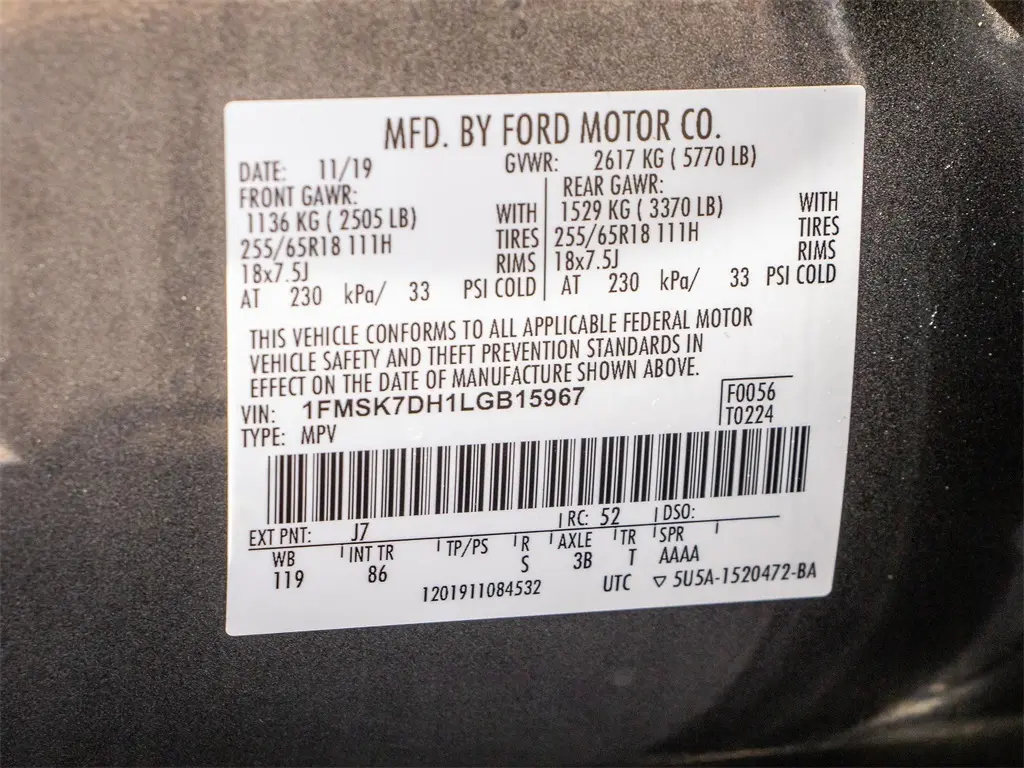 MFD. BY FORD MOTOR CO.
DATE: 11/19 GVWR: 2617 KG ( 5770 LB)
FRONT GAWR: REAR GAWR:
1136 KG ( 2505 LB) WITH 1529 KG ( 3370 LB) WITH
255/65R18 111H TIRES 255/65R18 111H TIRES
18x7.5J RIMS 18x7.5J RIMS
AT 230 kPa/ 33 PSI COLD AT 230 kPa/ 33 PSI COLD
THIS VEHICLE CONFORMS TO ALL APPLICABLE FEDERAL MOTOR
VEHICLE SAFETY AND THEFT PREVENTION STANDARDS IN
EFFECT ON THE DATE OF MANUFACTURE SHOWN ABOVE.
VIN: 1FMSK7DH1LGB15967 F0056
TYPE: MPV T0224
EXT PNT: J7 RC: 52 DSO:
WB INT TR TP/PS R AXLE TR SPR
119 86 S 3B T AAAA
1201911084532 UTC ▽ 5U5A-1520472-BA